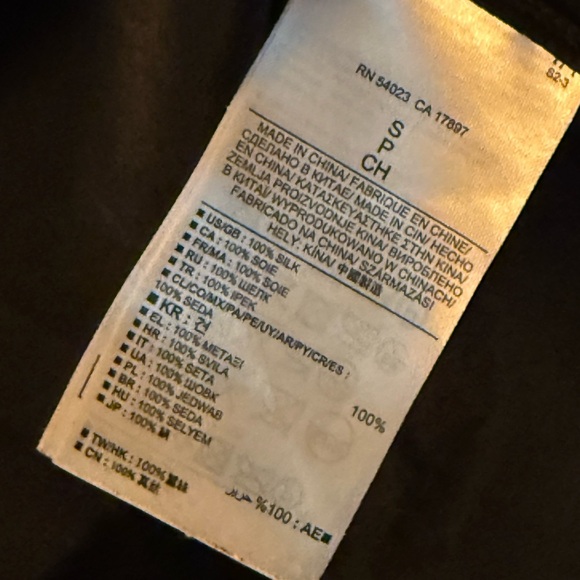 S2-3
RN 54023 CA 17897
S
P
CH
MADE IN CHINA/ FABRIQUE EN CHINE/
СДЕЛАНО В КИТАЕ/ MADE IN CIN/ HECHO
EN CHINA/ ΚΑΤΑΣΚΕΥΑΣΤΗΚΕ ΣΤΗΝ ΚΙΝΑ/
ZEMLJA PROIZVODNJE KINA/ ВИРОБЛЕНО
В КИТАЇ/ WYPRODUKOWANO W CHINACH/
FABRICADO NA CHINA/ SZÁRMAZÁSI
HELY: KÍNA/ 中國製造
US/GB : 100% SILK
CA : 100% SOIE
FR/MA : 100% SOIE
RU : 100% ШЕЛК
TR : 100% IPEK
CL/CO/MX/PA/PE/UY/AR/PY/CR/ES :
100% SEDA
KR : 견 100%
EL : 100% ΜΕΤΑΞΙ
HR : 100% SVILA
IT : 100% SETA
UA : 100% ШОВК
PL : 100% JEDWAB
BR : 100% SEDA
HU : 100% SELYEM
JP : 100% 絹
TW/HK : 100% 蠶絲
CN : 100% 真丝
AE : 100% حرير